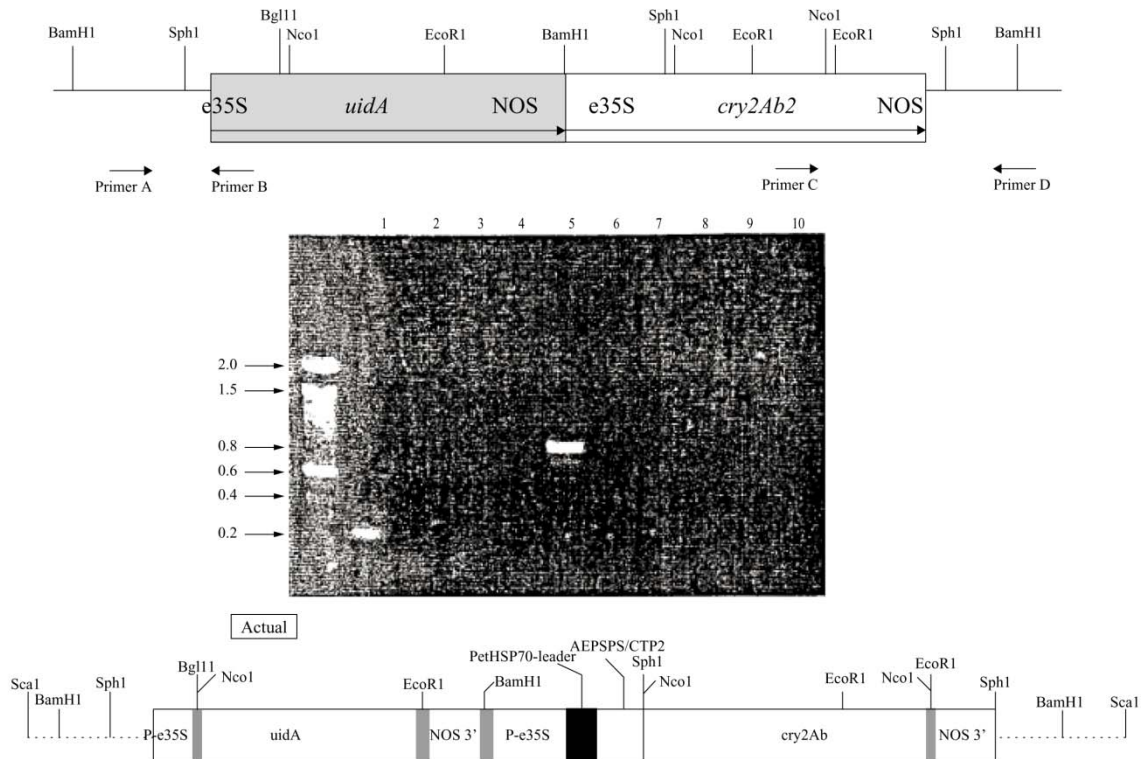 Bgl11 Sph1 Nco1
BamH1 Sph1 Nco1 EcoR1 BamH1 Nco1 EcoR1 EcoR1 Sph1 BamH1
e35S uidA NOS e35S cry2Ab2 NOS
Primer A Primer B Primer C Primer D
1 2 3 4 5 6 7 8 9 10
2.0
1.5
0.8
0.6
0.4
0.2
Actual
AEPSPS/CTP2
PetHSP70-leader
Bgl11 Sph1 EcoR1
Sca1 Sph1 Nco1 EcoR1 BamH1 Nco1 Nco1 Sph1 Sca1
BamH1 EcoR1 BamH1
P-e35S uidA NOS 3’ P-e35S cry2Ab NOS 3’